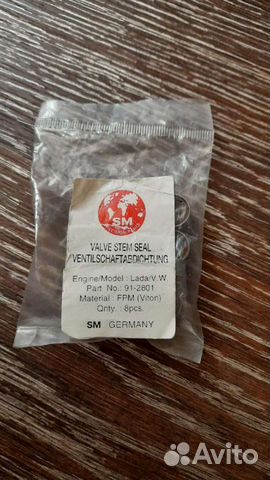 SM
VALVE STEM SEAL
VENTILSCHAFTABDICHTUNG
Engine/Model : Lada/V.W
Part No.: 91-2801
Material : FPM (Viton)
Qnty. : 8pcs.
SM GERMANY
Avito